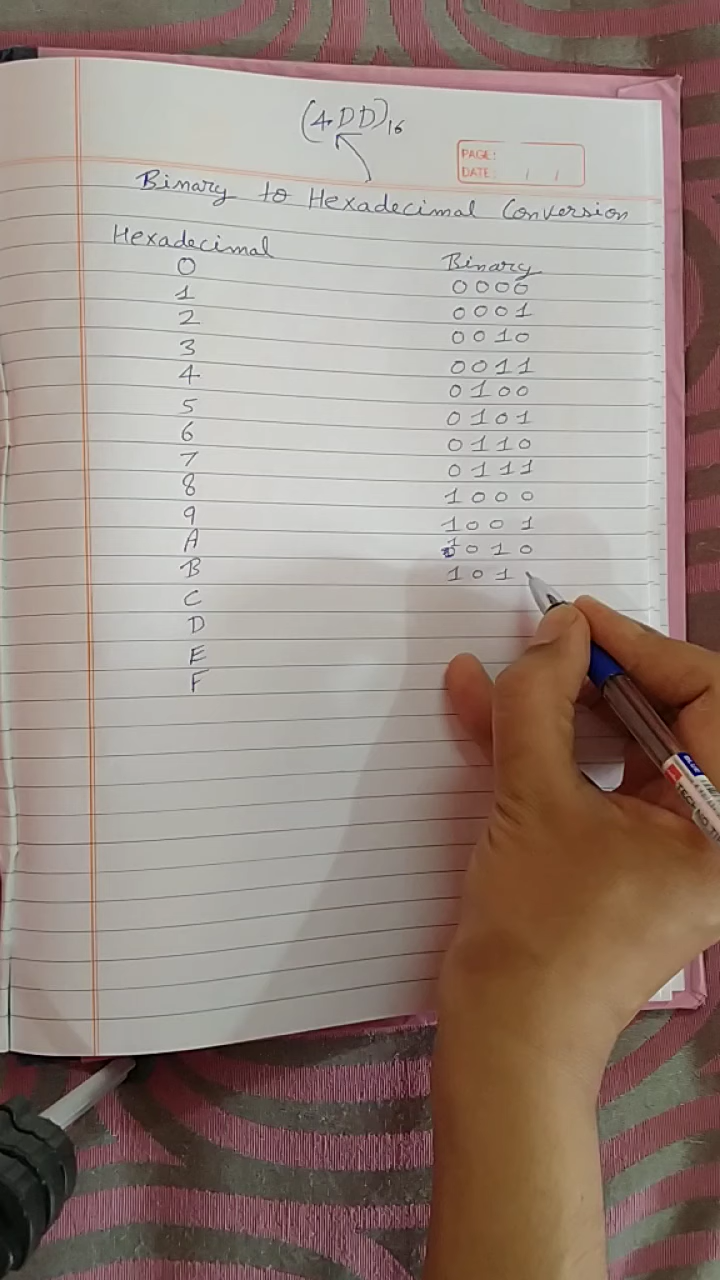 (4DD)16
PAGE:
DATE: / /
Binary to Hexadecimal Conversion
Hexadecimal Binary
0 0000
1 0001
2 0010
3 0011
4 0100
5 0101
6 0110
7 0111
8 1000
9 1001
A 1010
B 101
C
D
E
F
BLUE